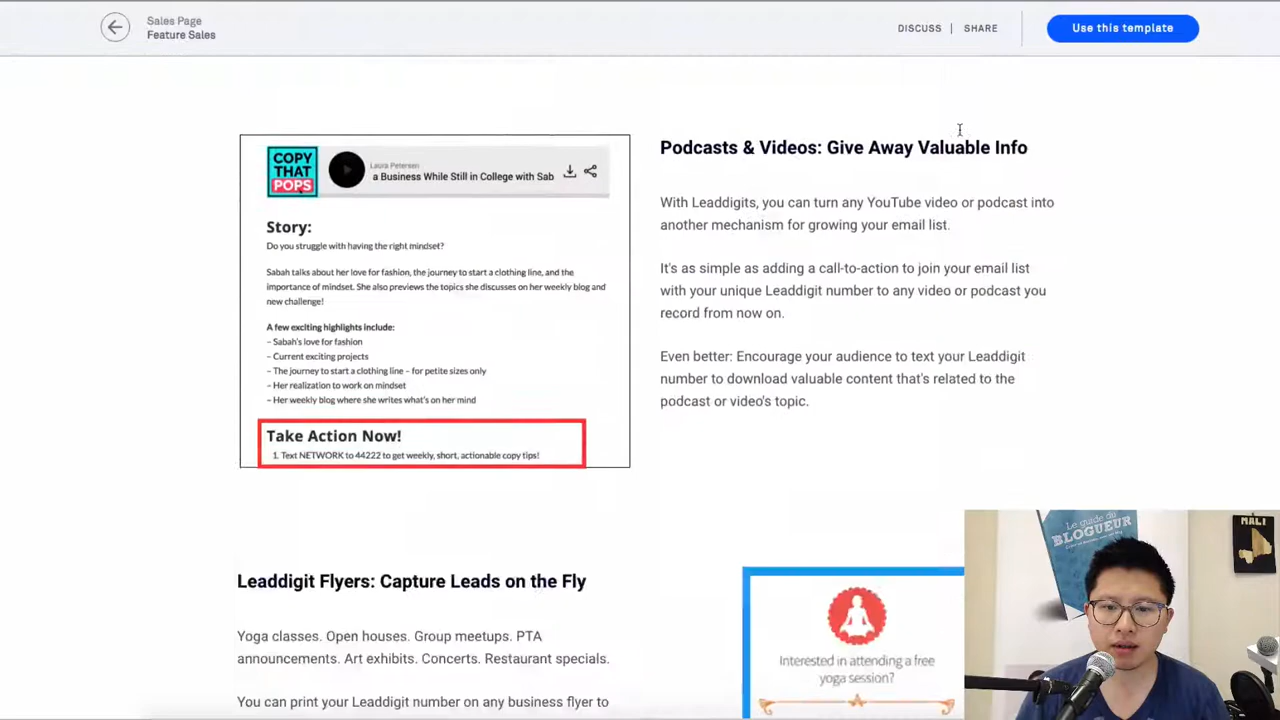 Sales Page
Feature Sales
DISCUSS | SHARE
Use this template
COPY
THAT
POPS
Laura Petersen
a Business While Still in College with Sab
Story:
Do you struggle with having the right mindset?
Sabah talks about her love for fashion, the journey to start a clothing line, and the
importance of mindset. She also previews the topics she discusses on her weekly blog and
new challenge!
A few exciting highlights include:
– Sabah's love for fashion
– Current exciting projects
– The journey to start a clothing line – for petite sizes only
– Her realization to work on mindset
– Her weekly blog where she writes what's on her mind
Take Action Now!
1. Text NETWORK to 44222 to get weekly, short, actionable copy tips!
Podcasts & Videos: Give Away Valuable Info
With Leaddigits, you can turn any YouTube video or podcast into
another mechanism for growing your email list.
It's as simple as adding a call-to-action to join your email list
with your unique Leaddigit number to any video or podcast you
record from now on.
Even better: Encourage your audience to text your Leaddigit
number to download valuable content that's related to the
podcast or video's topic.
Leaddigit Flyers: Capture Leads on the Fly
Yoga classes. Open houses. Group meetups. PTA
announcements. Art exhibits. Concerts. Restaurant specials.
You can print your Leaddigit number on any business flyer to
Interested in attending a free
yoga session?
Le guide du
BLOGUEUR
MALI